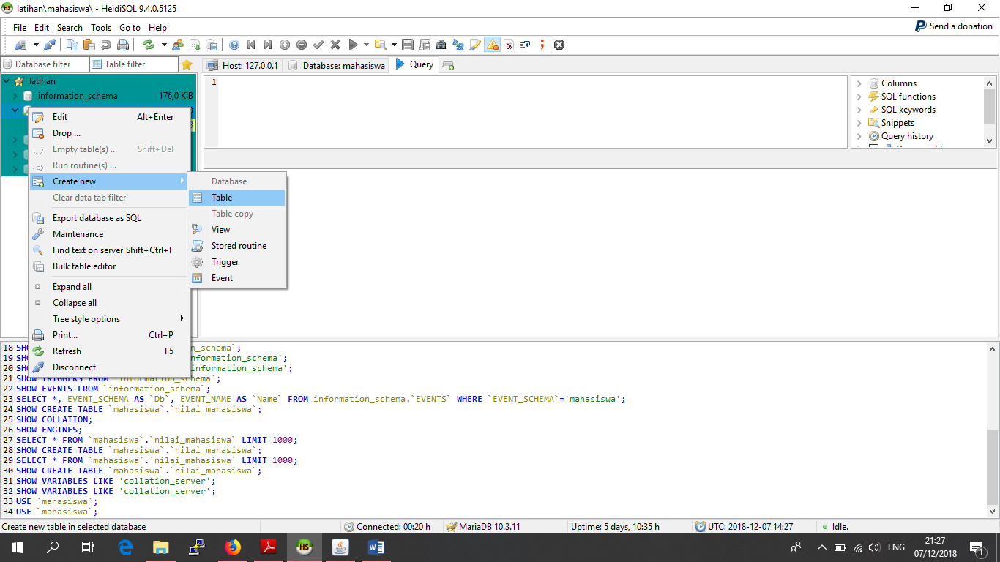 latihan\mahasiswa\ - HeidiSQL 9.4.0.5125
File Edit Search Tools Go to Help
Send a donation
Database filter
Table filter
Host: 127.0.0.1
Database: mahasiswa
Query
latihan
information_schema 176,0 KiB
1
Columns
SQL functions
SQL keywords
Snippets
Query history
Edit Alt+Enter
Drop ...
Empty table(s) ... Shift+Del
Run routine(s) ...
Create new
Clear data tab filter
Export database as SQL
Maintenance
Find text on server Shift+Ctrl+F
Bulk table editor
Expand all
Collapse all
Tree style options
Print... Ctrl+P
Refresh F5
Disconnect
Database
Table
Table copy
View
Stored routine
Trigger
Event
18 SHO n_schema`;
19 SHO nformation_schema';
20 SHO information_schema';
21 SHOW TRIGGERS FROM `information_schema`;
22 SHOW EVENTS FROM `information_schema`;
23 SELECT *, EVENT_SCHEMA AS `Db`, EVENT_NAME AS `Name` FROM information_schema.`EVENTS` WHERE `EVENT_SCHEMA`='mahasiswa';
24 SHOW CREATE TABLE `mahasiswa`.`nilai_mahasiswa`;
25 SHOW COLLATION;
26 SHOW ENGINES;
27 SELECT * FROM `mahasiswa`.`nilai_mahasiswa` LIMIT 1000;
28 SHOW CREATE TABLE `mahasiswa`.`nilai_mahasiswa`;
29 SELECT * FROM `mahasiswa`.`nilai_mahasiswa` LIMIT 1000;
30 SHOW CREATE TABLE `mahasiswa`.`nilai_mahasiswa`;
31 SHOW VARIABLES LIKE 'collation_server';
32 SHOW VARIABLES LIKE 'collation_server';
33 USE `mahasiswa`;
34 USE `mahasiswa`;
Create new table in selected database
Connected: 00:20 h
MariaDB 10.3.11
Uptime: 5 days, 10:35 h
UTC: 2018-12-07 14:27
Idle.
ENG
21:27
07/12/2018
1